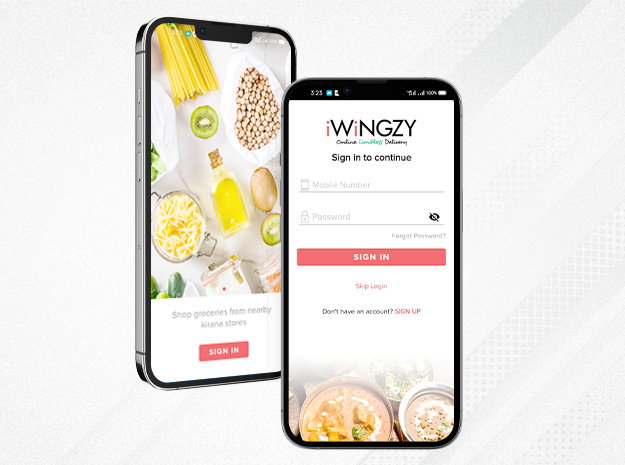 Shop groceries from nearby
kirana stores
SIGN IN
3:23
100%
iWiNGZY
Online Limitless Delivery
Sign in to continue
Mobile Number
Password
Forgot Password?
SIGN IN
Skip Login
Don't have an account? SIGN UP